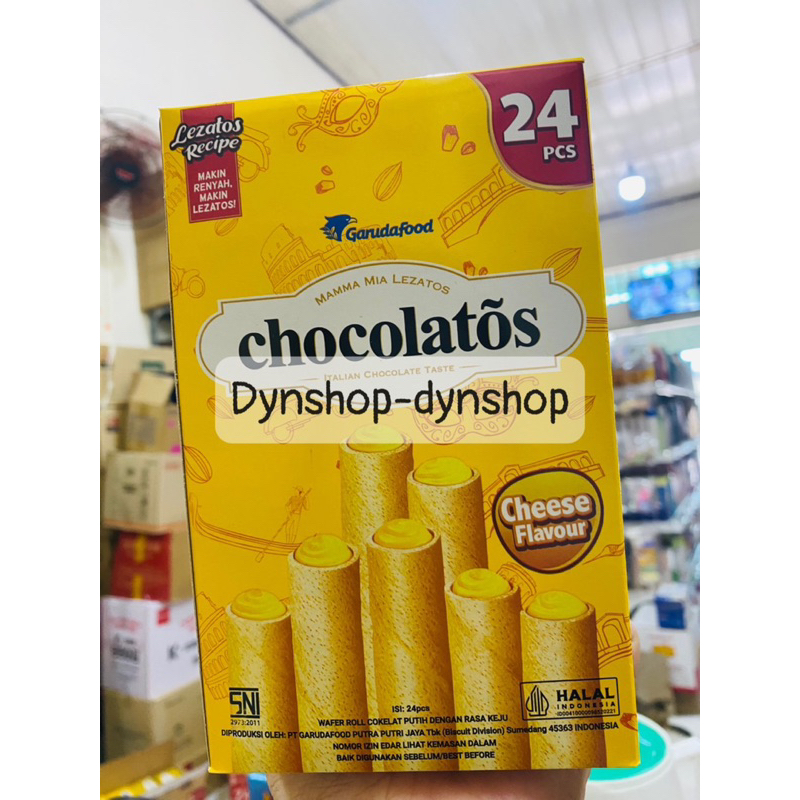 Lezatos
Recipe
MAKIN
RENYAH,
MAKIN
LEZATOS!
24
PCS
Garudafood
MAMMA MIA LEZATOS
chocolatõs
ITALIAN CHOCOLATE TASTE
Dynshop-dynshop
Cheese
Flavour
SNI
2973:2011
HALAL
INDONESIA
ISI: 24pcs
WAFER ROLL COKELAT PUTIH DENGAN RASA KEJU
DIPRODUKSI OLEH: PT GARUDAFOOD PUTRA PUTRI JAYA Tbk (Biscuit Division) Sumedang 45363 INDONESIA
NOMOR IZIN EDAR LIHAT KEMASAN DALAM
BAIK DIGUNAKAN SEBELUM/BEST BEFORE